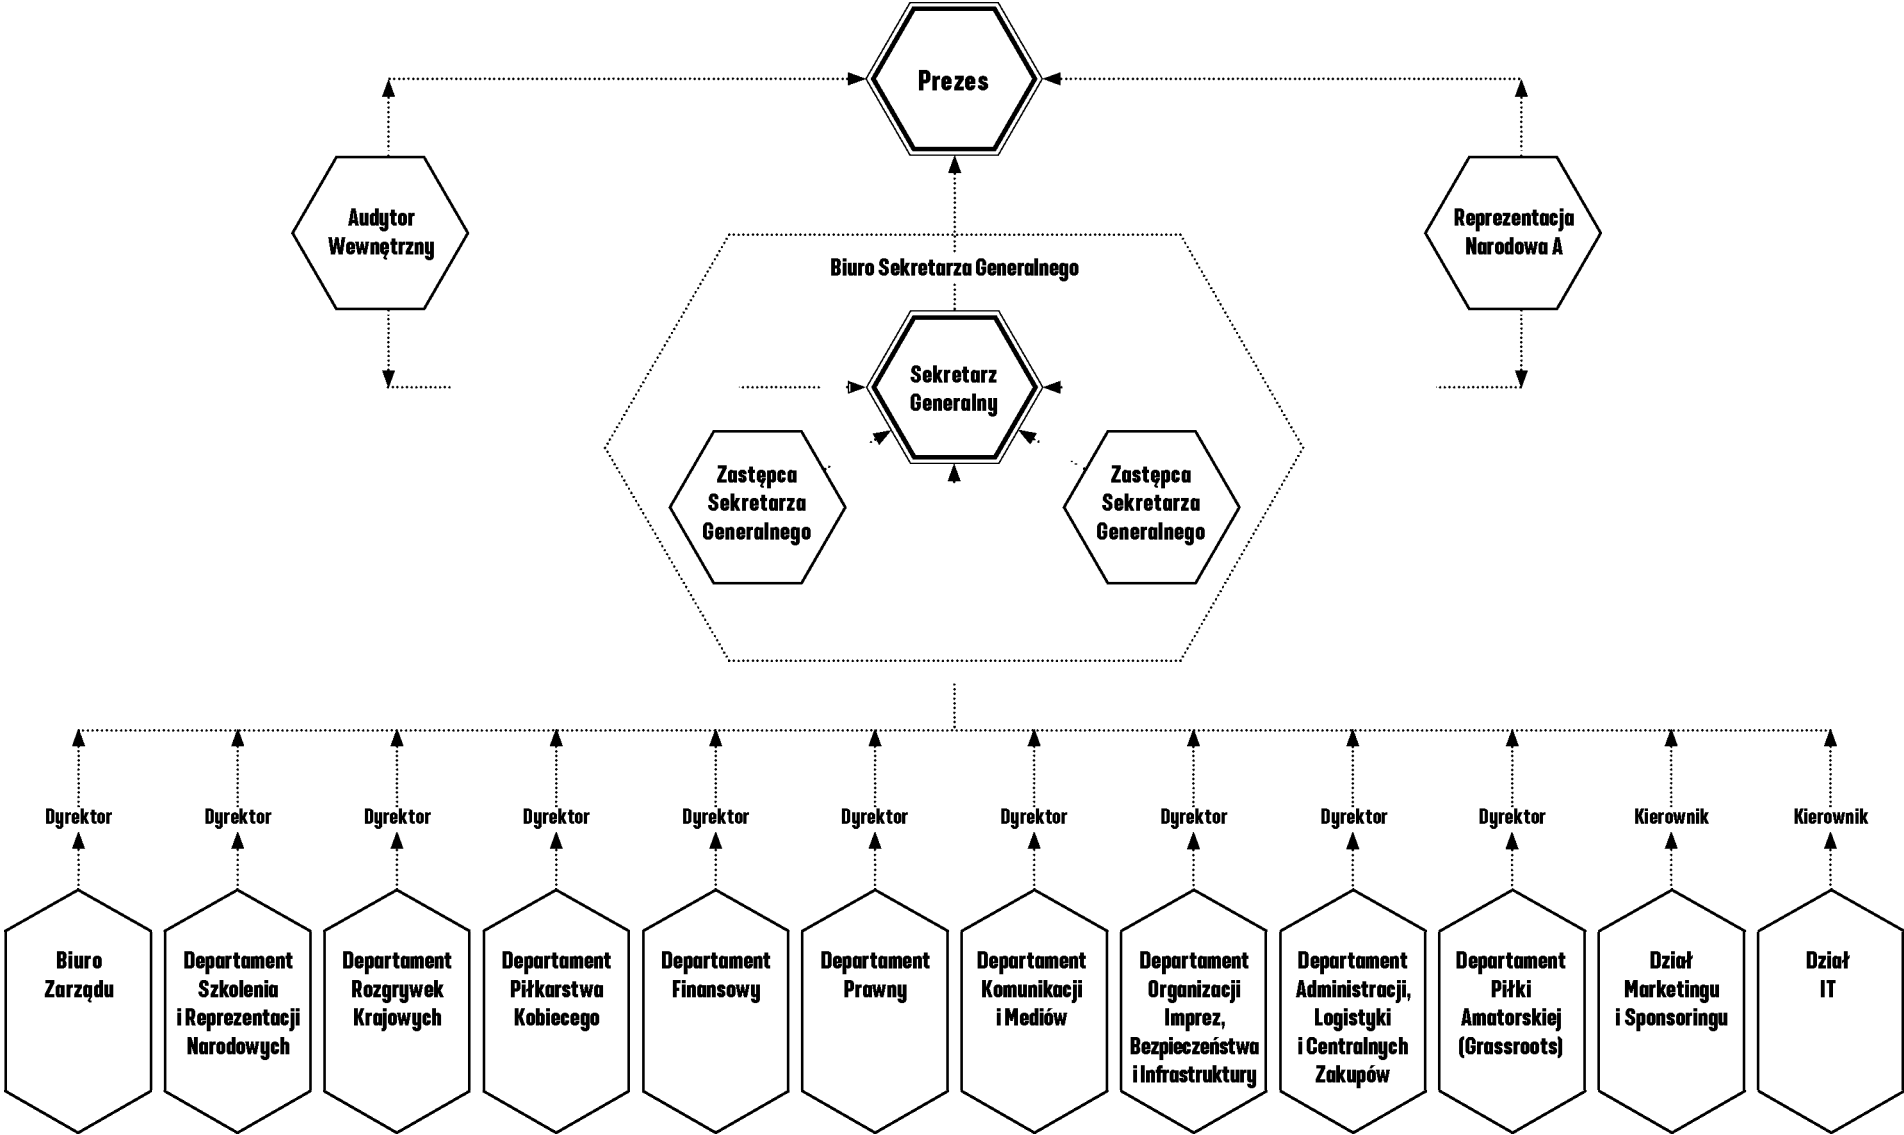 Prezes
Audytor
Wewnętrzny
Reprezentacja
Narodowa A
Biuro Sekretarza Generalnego
Sekretarz
Generalny
Zastępca
Sekretarza
Generalnego
Zastępca
Sekretarza
Generalnego
Dyrektor
Dyrektor
Dyrektor
Dyrektor
Dyrektor
Dyrektor
Dyrektor
Dyrektor
Dyrektor
Dyrektor
Kierownik
Kierownik
Biuro
Zarządu
Departament
Szkolenia
i Reprezentacji
Narodowych
Departament
Rozgrywek
Krajowych
Departament
Piłkarstwa
Kobiecego
Departament
Finansowy
Departament
Prawny
Departament
Komunikacji
i Mediów
Departament
Organizacji
Imprez,
Bezpieczeństwa
i Infrastruktury
Departament
Administracji,
Logistyki
i Centralnych
Zakupów
Departament
Piłki
Amatorskiej
(Grassroots)
Dział
Marketingu
i Sponsoringu
Dział
IT